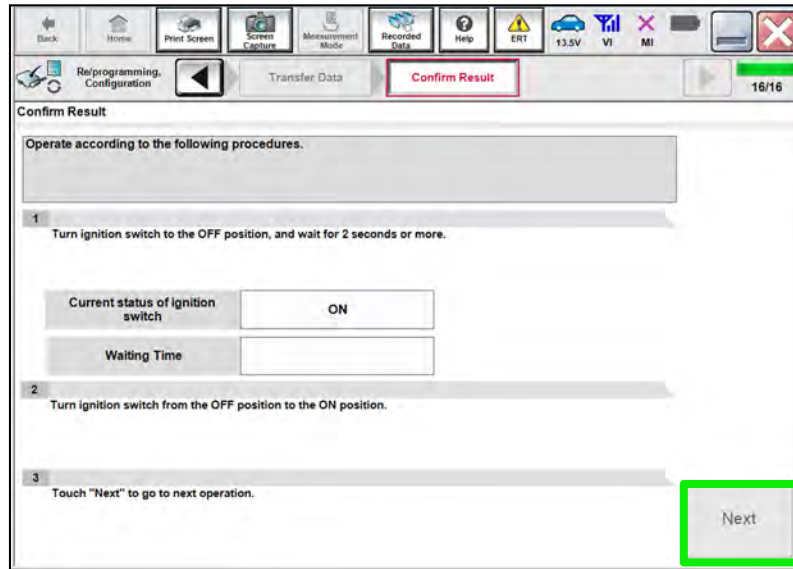 Back
Home
Print Screen
Screen
Capture
Measurement
Mode
Recorded
Data
Help
ERT
13.5V
VI
MI
Re/programming,
Configuration
Transfer Data
Confirm Result
16/16
Confirm Result
Operate according to the following procedures.
1
Turn ignition switch to the OFF position, and wait for 2 seconds or more.
Current status of ignition
switch
ON
Waiting Time
2
Turn ignition switch from the OFF position to the ON position.
3
Touch "Next" to go to next operation.
Next